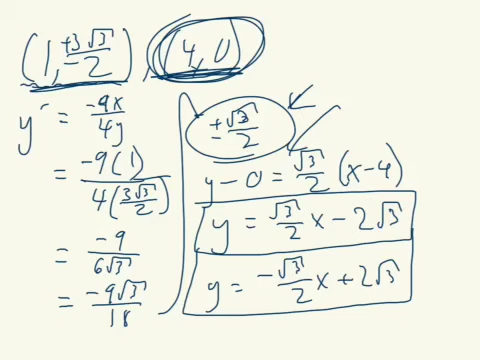 (1, ±3√3/2) (4, 0)
y' = -9x/4y
= -9(1)/4(3√3/2)
= -9/6√3
= -9√3/18
±√3/2
y - 0 = √3/2 (x - 4)
y = √3/2 x - 2√3
y = -√3/2 x + 2√3